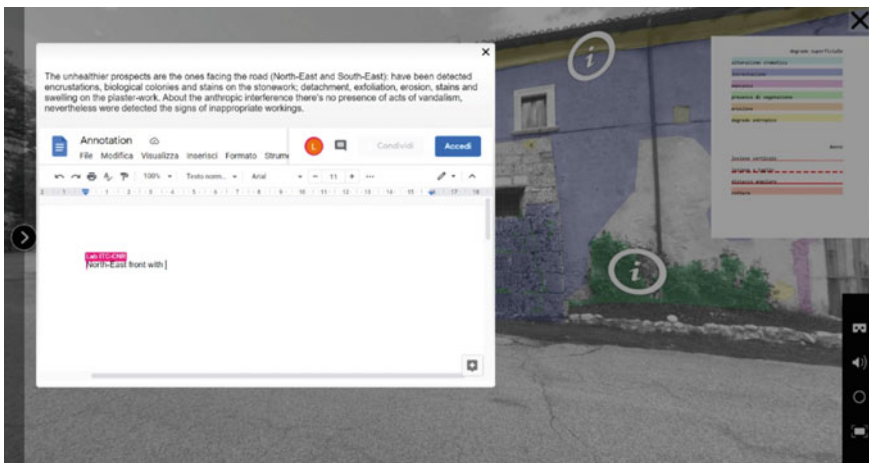 The unhealthier prospects are the ones facing the road (North-East and South-East): have been detected
encrustations, biological colonies and stains on the stonework; detachment, exfoliation, erosion, stains and
swelling on the plaster-work. About the anthropic interference there's no presence of acts of vandalism,
nevertheless were detected the signs of inappropriate workings.
Annotation
Condividi
Accedi
File Modifica Visualizza Inserisci Formato Strume
100% Testo norm... Arial 11
Lab ITC-CNR
North-East front with
degrado superficiale
alterazione cromatica
incrostazione
presenza di vegetazione
erosione
degrado antropico
lesione verticale